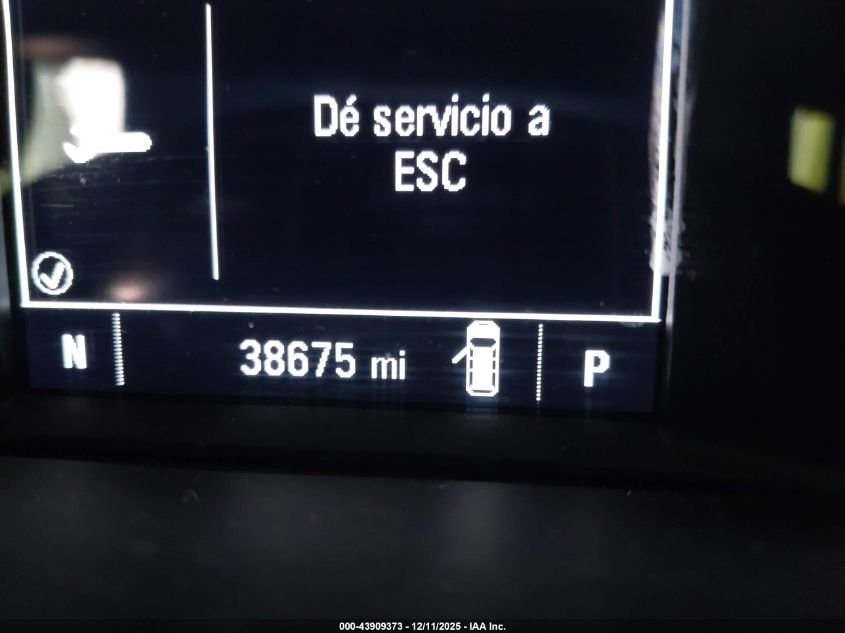 Dé servicio a
ESC
N 38675 mi P
000-43909373 - 12/11/2025 - IAA Inc.